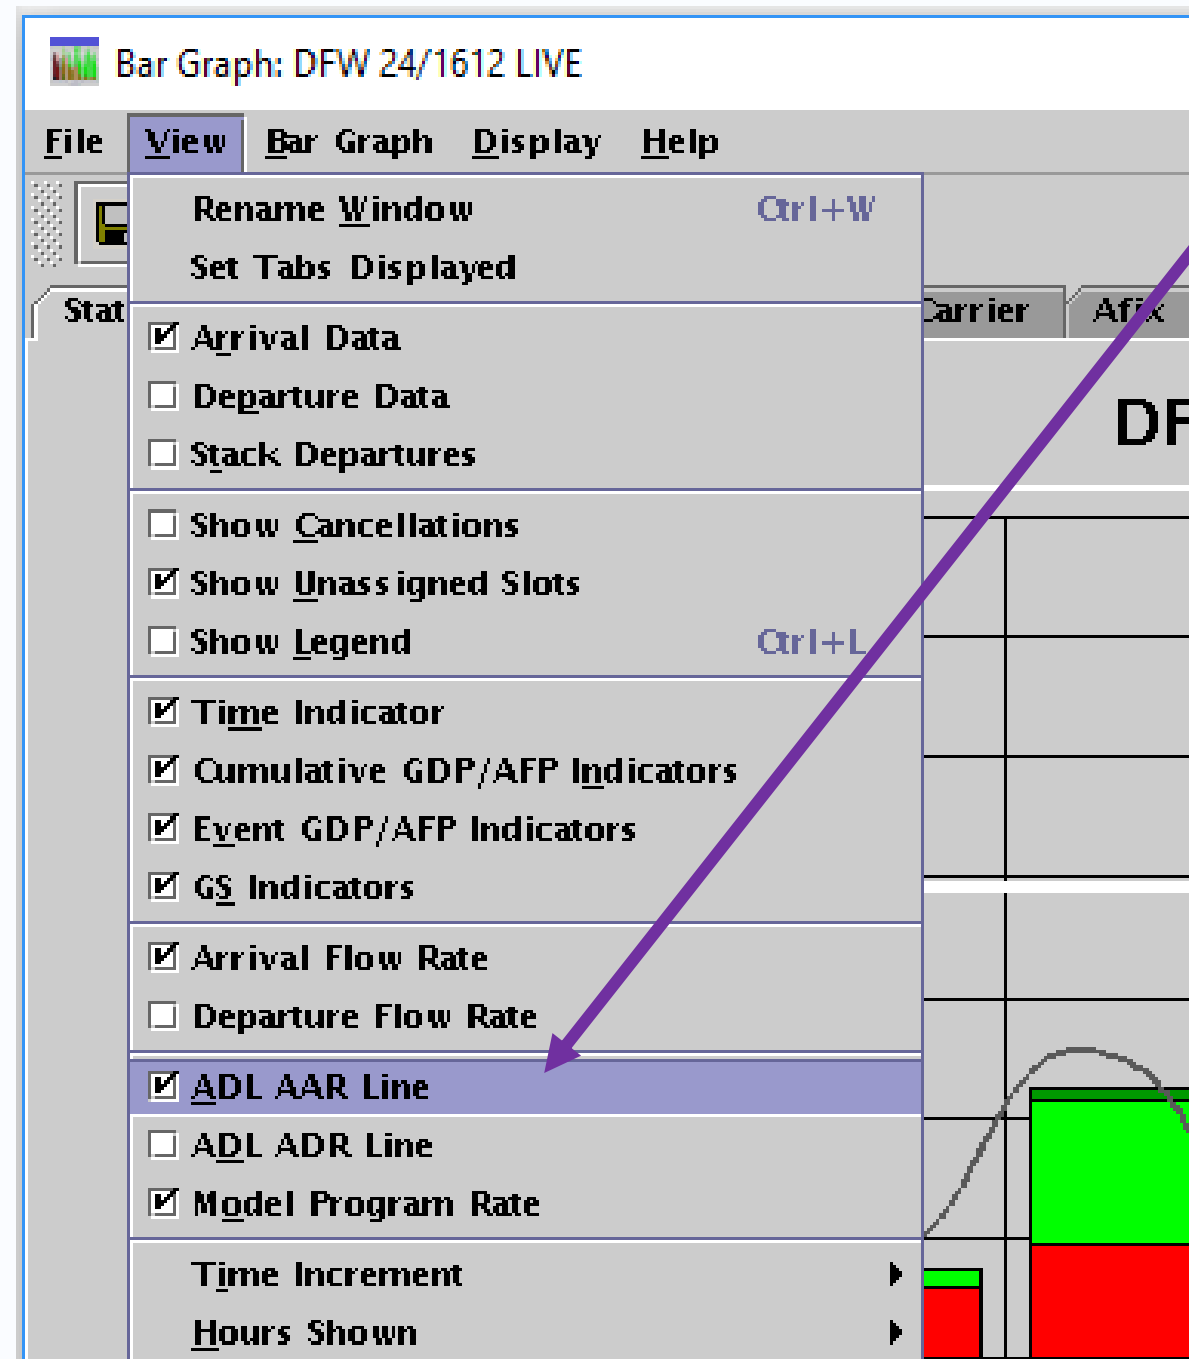 Bar Graph: DFW 24/1612 LIVE
File View Bar Graph Display Help
Rename Window Ctrl+W
Set Tabs Displayed
Stat Carrier Afix
Arrival Data
Departure Data
DF
Stack Departures
Show Cancellations
Show Unassigned Slots
Show Legend Ctrl+L
Time Indicator
Cumulative GDP/AFP Indicators
Event GDP/AFP Indicators
GS Indicators
Arrival Flow Rate
Departure Flow Rate
ADL AAR Line
ADL ADR Line
Model Program Rate
Time Increment
Hours Shown